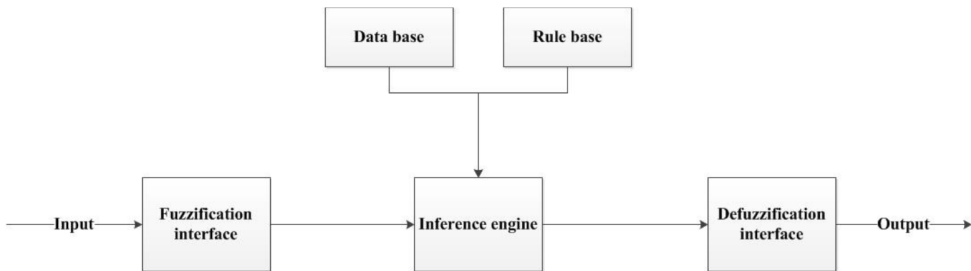 Data base
Rule base
Input
Fuzzification
interface
Inference engine
Defuzzification
interface
Output